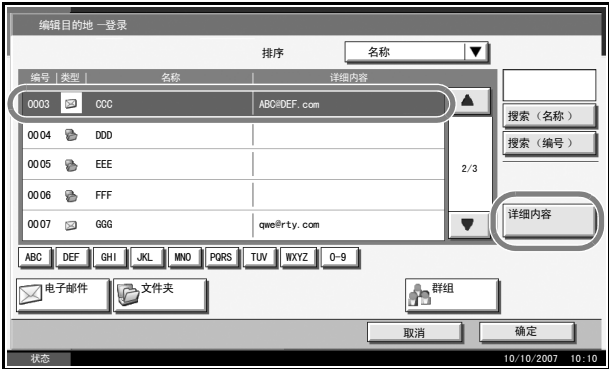 编辑目的地 —登录
排序 名称
编号 类型 名称 详细内容
0003 CCC ABC@DEF.com
0004 DDD
0005 EEE
0006 FFF
0007 GGG qwe@rty.com
2/3
搜索（名称）
搜索（编号）
详细内容
ABC DEF GHI JKL MNO PQRS TUV WXYZ 0-9
电子邮件 文件夹 群组
取消 确定
状态 10/10/2007 10:10